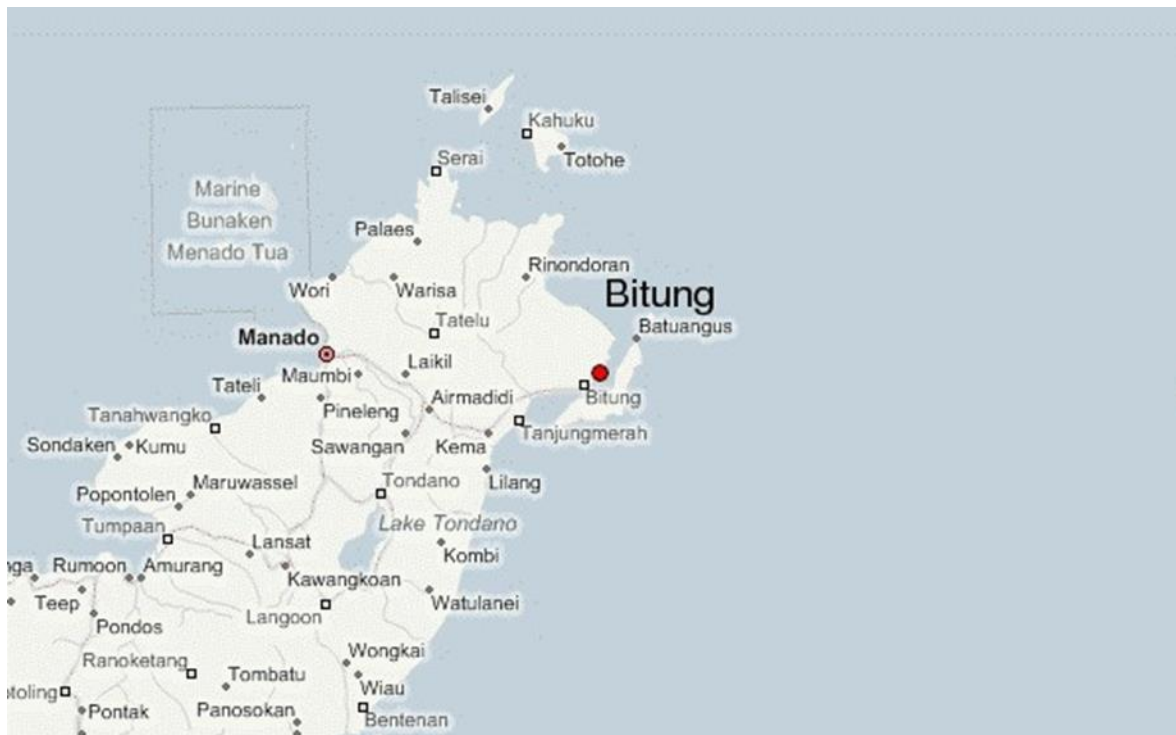 Talisei
Kahuku
Totohe
Serai
Marine
Bunaken
Menado Tua
Palaes
Rinondoran
Wori
Warisa
Bitung
Tatelu
Batuangus
Manado
Laikil
Maumbi
Tateli
Airmadidi
Bitung
Pineleng
Tanahwangko
Tanjungmerah
Sondaken
Kumu
Sawangan
Kema
Maruwassel
Tondano
Lilang
Popontolen
Tumpaan
Lake Tondano
Lansat
Kombi
nga
Rumoon
Amurang
Kawangkoan
Teep
Watulanei
Langoon
Pondos
Wongkai
Ranoketang
Tombatu
Wiau
otoling
Pontak
Panosokan
Bentenan